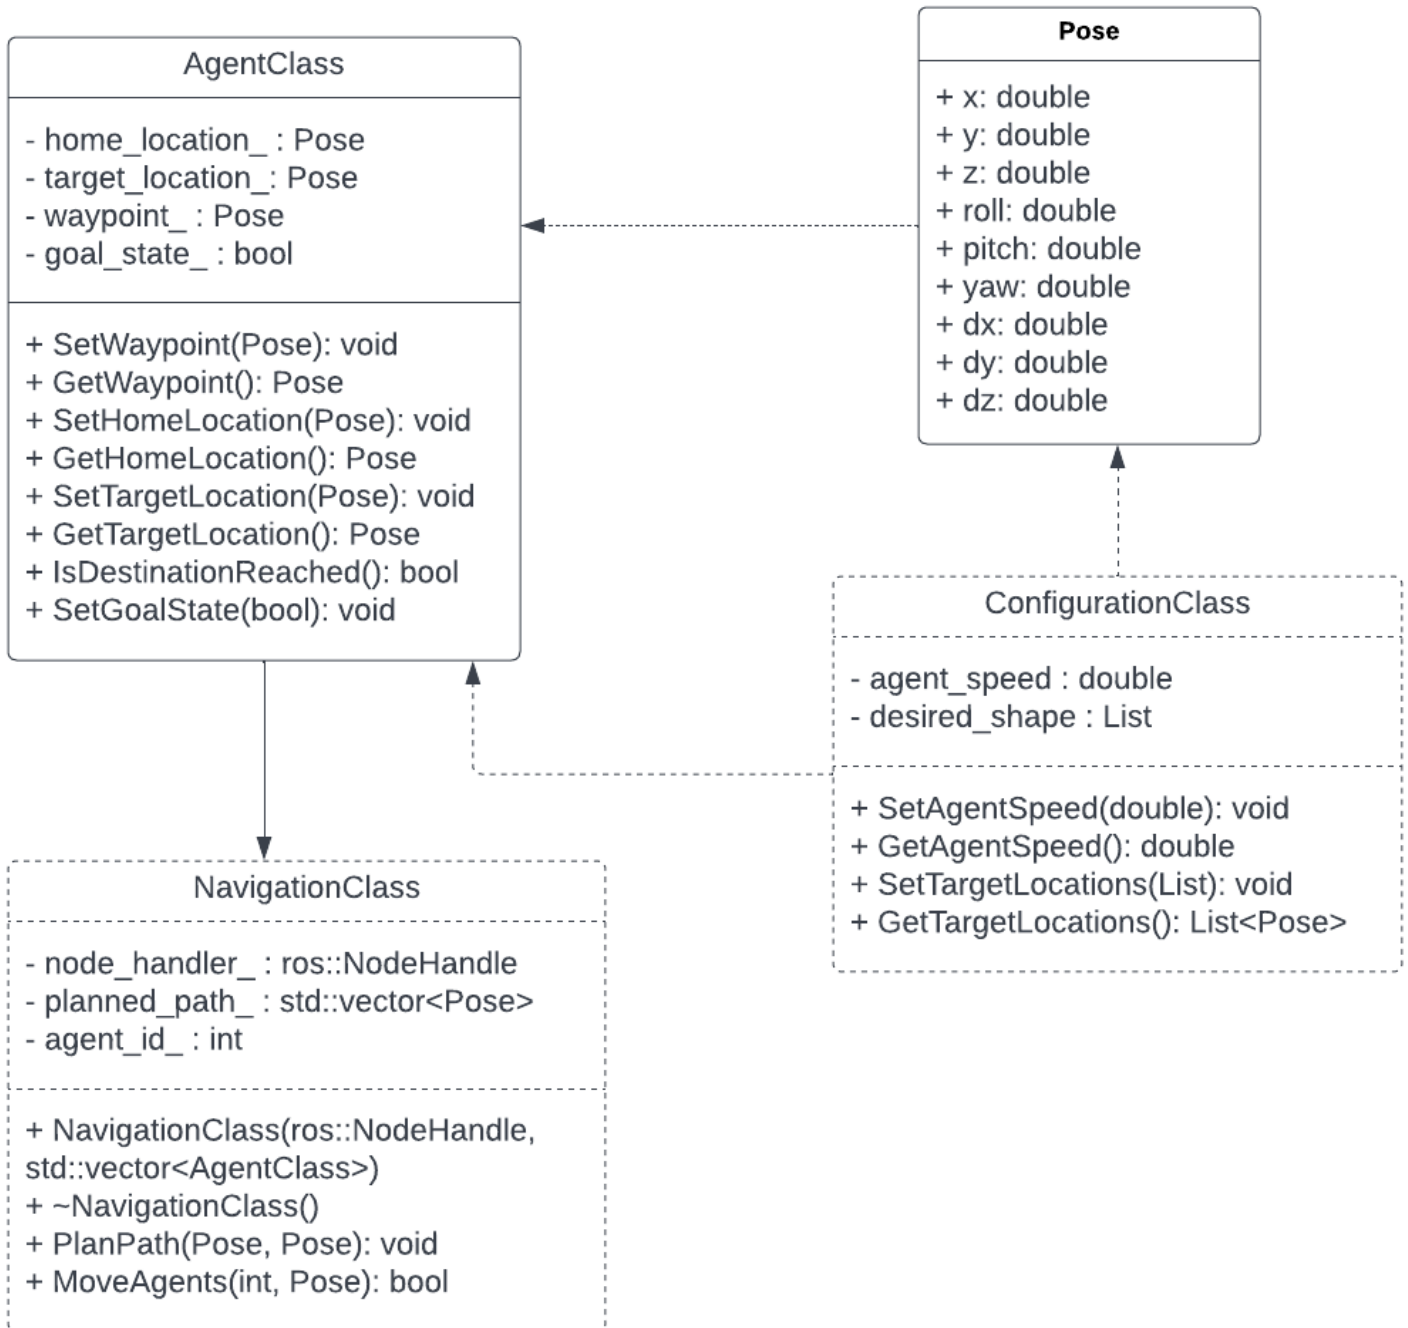 AgentClass
- home_location_ : Pose
- target_location_: Pose
- waypoint_ : Pose
- goal_state_ : bool
+ SetWaypoint(Pose): void
+ GetWaypoint(): Pose
+ SetHomeLocation(Pose): void
+ GetHomeLocation(): Pose
+ SetTargetLocation(Pose): void
+ GetTargetLocation(): Pose
+ IsDestinationReached(): bool
+ SetGoalState(bool): void
Pose
+ x: double
+ y: double
+ z: double
+ roll: double
+ pitch: double
+ yaw: double
+ dx: double
+ dy: double
+ dz: double
ConfigurationClass
- agent_speed : double
- desired_shape : List
+ SetAgentSpeed(double): void
+ GetAgentSpeed(): double
+ SetTargetLocations(List): void
+ GetTargetLocations(): List<Pose>
NavigationClass
- node_handler_ : ros::NodeHandle
- planned_path_ : std::vector<Pose>
- agent_id_ : int
+ NavigationClass(ros::NodeHandle,
std::vector<AgentClass>)
+ ~NavigationClass()
+ PlanPath(Pose, Pose): void
+ MoveAgents(int, Pose): bool